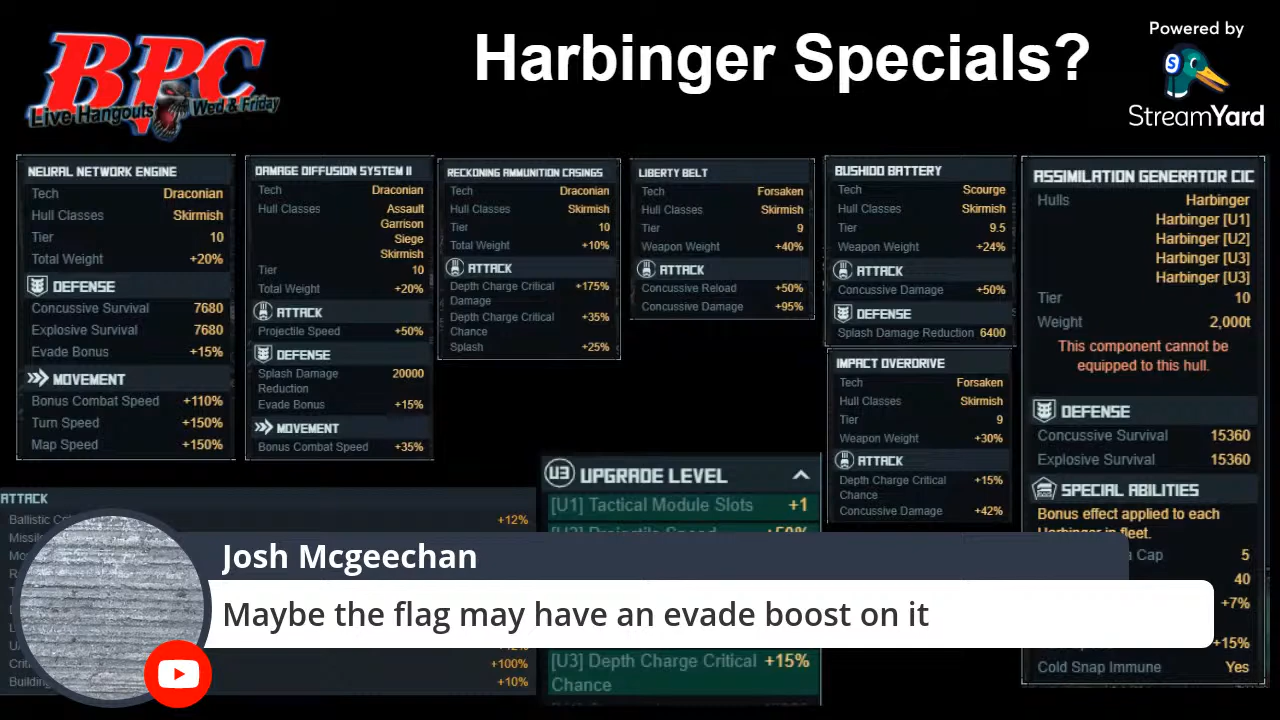 BPC
Live Hangouts Wed & Friday
Harbinger Specials?
Powered by
StreamYard
NEURAL NETWORK ENGINE
Tech Draconian
Hull Classes Skirmish
Tier 10
Total Weight +20%
DEFENSE
Concussive Survival 7680
Explosive Survival 7680
Evade Bonus +15%
MOVEMENT
Bonus Combat Speed +110%
Turn Speed +150%
Map Speed +150%
DAMAGE DIFFUSION SYSTEM II
Tech Draconian
Hull Classes Assault
Garrison
Siege
Skirmish
Tier 10
Total Weight +20%
ATTACK
Projectile Speed +50%
DEFENSE
Splash Damage 20000
Reduction
Evade Bonus +15%
MOVEMENT
Bonus Combat Speed +35%
RECKONING AMMUNITION CASINGS
Tech Draconian
Hull Classes Skirmish
Tier 10
Total Weight +10%
ATTACK
Depth Charge Critical +175%
Damage
Depth Charge Critical +35%
Chance
Splash +25%
LIBERTY BELT
Tech Forsaken
Hull Classes Skirmish
Tier 9
Weapon Weight +40%
ATTACK
Concussive Reload +50%
Concussive Damage +95%
BUSHIDO BATTERY
Tech Scourge
Hull Classes Skirmish
Tier 9.5
Weapon Weight +24%
ATTACK
Concussive Damage +50%
DEFENSE
Splash Damage Reduction 6400
IMPACT OVERDRIVE
Tech Forsaken
Hull Classes Skirmish
Tier 9
Weapon Weight +30%
ATTACK
Depth Charge Critical +15%
Chance
Concussive Damage +42%
ASSIMILATION GENERATOR CIC
Hulls Harbinger
Harbinger [U1]
Harbinger [U2]
Harbinger [U3]
Harbinger [U3]
Tier 10
Weight 2,000t
This component cannot be
equipped to this hull.
DEFENSE
Concussive Survival 15360
Explosive Survival 15360
SPECIAL ABILITIES
Bonus effect applied to each
Harbinger in fleet.
Cap 5
40
+7%
+15%
Cold Snap Immune Yes
ATTACK
Ballistic +12%
+100%
Building +10%
U3 UPGRADE LEVEL
[U1] Tactical Module Slots +1
[U2] Projectile Speed +50%
[U3] Depth Charge Critical +15%
Chance
Josh Mcgeechan
Maybe the flag may have an evade boost on it